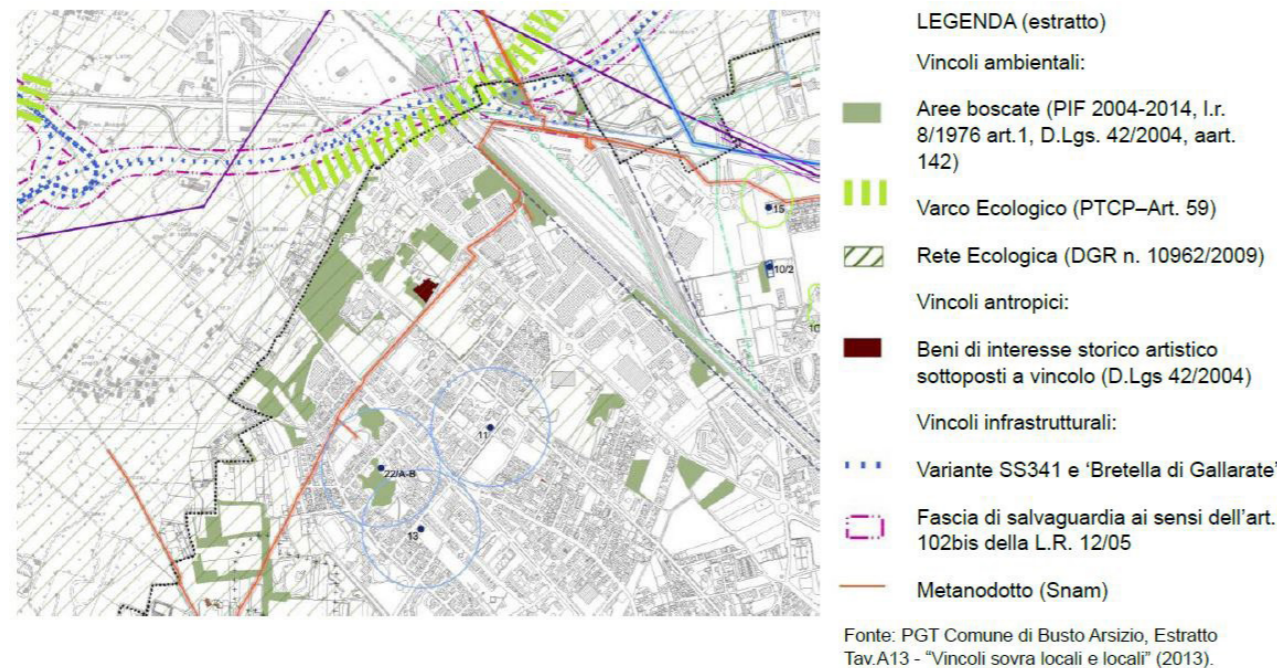 LEGENDA (estratto)
Vincoli ambientali:
Aree boscate (PIF 2004-2014, l.r.
8/1976 art.1, D.Lgs. 42/2004, aart.
142)
Varco Ecologico (PTCP–Art. 59)
Rete Ecologica (DGR n. 10962/2009)
Vincoli antropici:
Beni di interesse storico artistico
sottoposti a vincolo (D.Lgs 42/2004)
Vincoli infrastrutturali:
Variante SS341 e ‘Bretella di Gallarate’
Fascia di salvaguardia ai sensi dell’art.
102bis della L.R. 12/05
Metanodotto (Snam)
Fonte: PGT Comune di Busto Arsizio, Estratto
Tav.A13 - “Vincoli sovra locali e locali” (2013).
15
10/2
11
22/A-B
13